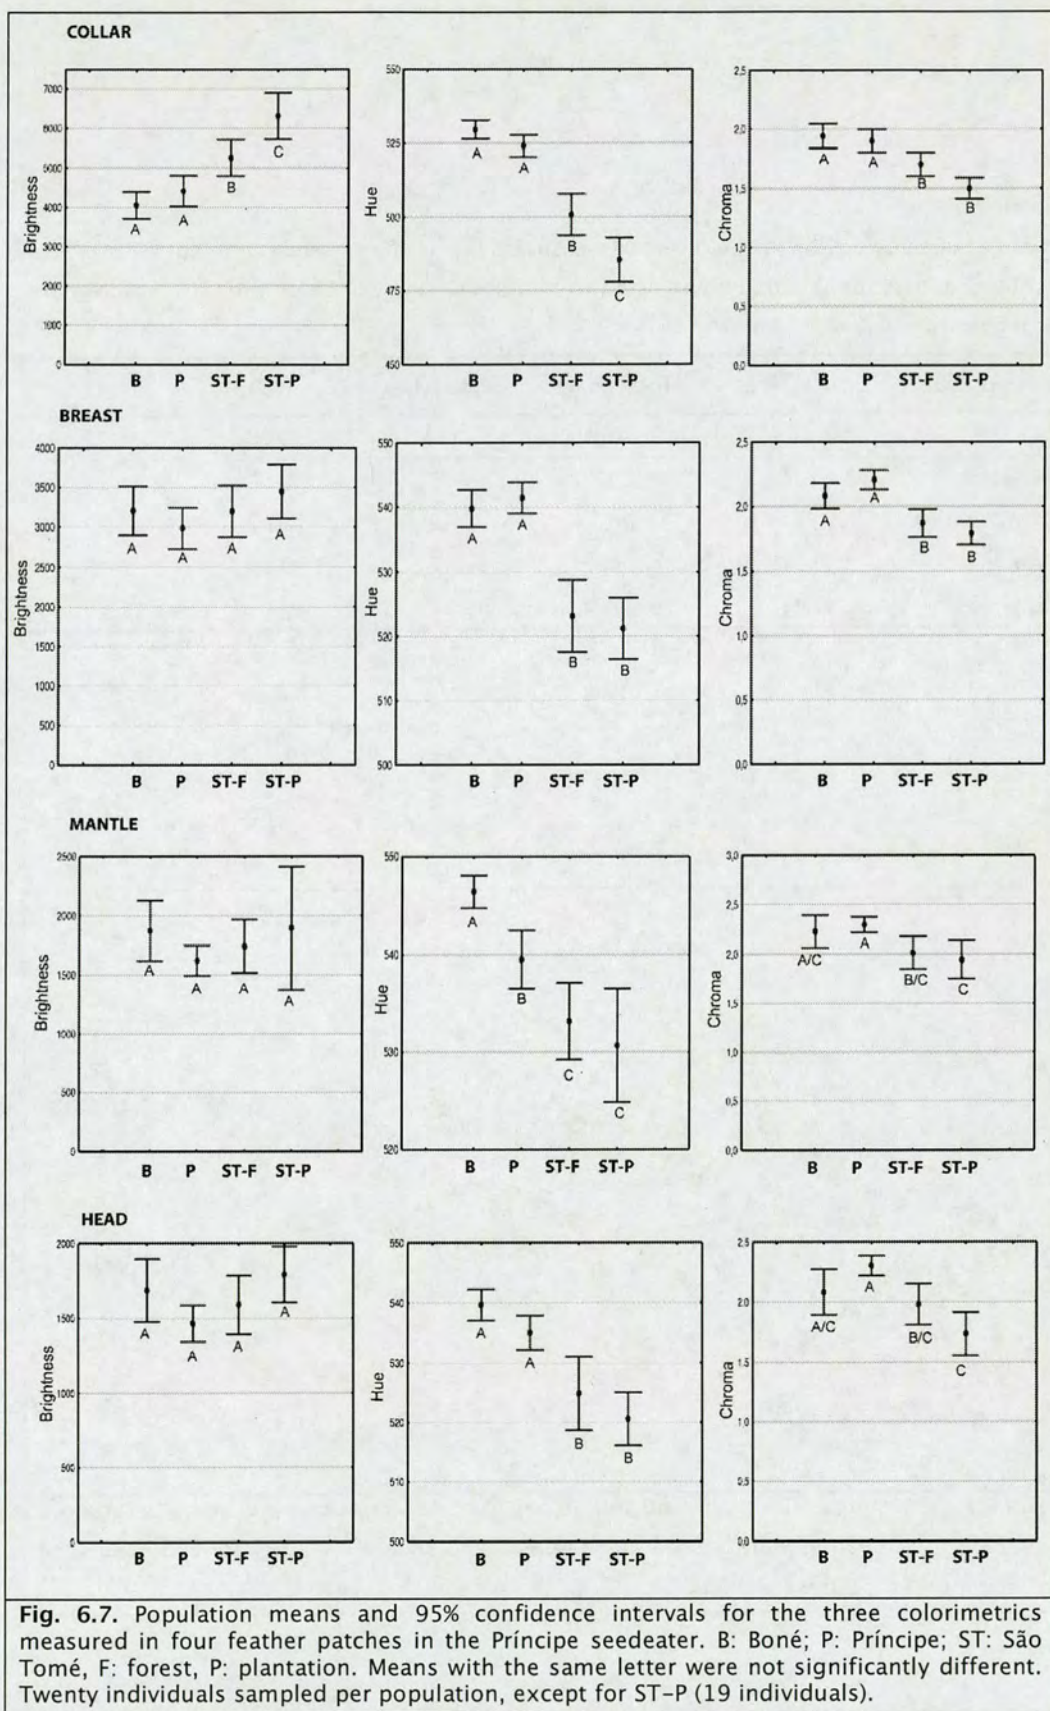 COLLAR
Brightness
7000
6000
5000
4000
3000
2000
1000
0
A A B C
B P ST-F ST-P
Hue
550
525
500
475
450
A A B C
B P ST-F ST-P
Chroma
2,5
2,0
1,5
1,0
0,5
0,0
A A B B
B P ST-F ST-P
BREAST
Brightness
4000
3500
3000
2500
2000
1500
1000
500
0
A A A A
B P ST-F ST-P
Hue
550
540
530
520
510
500
A A B B
B P ST-F ST-P
Chroma
2,5
2,0
1,5
1,0
0,5
0,0
A A B B
B P ST-F ST-P
MANTLE
Brightness
2500
2000
1500
1000
500
0
A A A A
B P ST-F ST-P
Hue
550
540
530
520
A B C C
B P ST-F ST-P
Chroma
3,0
2,5
2,0
1,5
1,0
0,5
0,0
A/C A B/C C
B P ST-F ST-P
HEAD
Brightness
2000
1500
1000
500
0
A A A A
B P ST-F ST-P
Hue
550
540
530
520
510
500
A A B B
B P ST-F ST-P
Chroma
2,5
2,0
1,5
1,0
0,5
0,0
A/C A B/C C
B P ST-F ST-P
Fig. 6.7. Population means and 95% confidence intervals for the three colorimetrics
measured in four feather patches in the Príncipe seedeater. B: Boné; P: Príncipe; ST: São
Tomé, F: forest, P: plantation. Means with the same letter were not significantly different.
Twenty individuals sampled per population, except for ST-P (19 individuals).